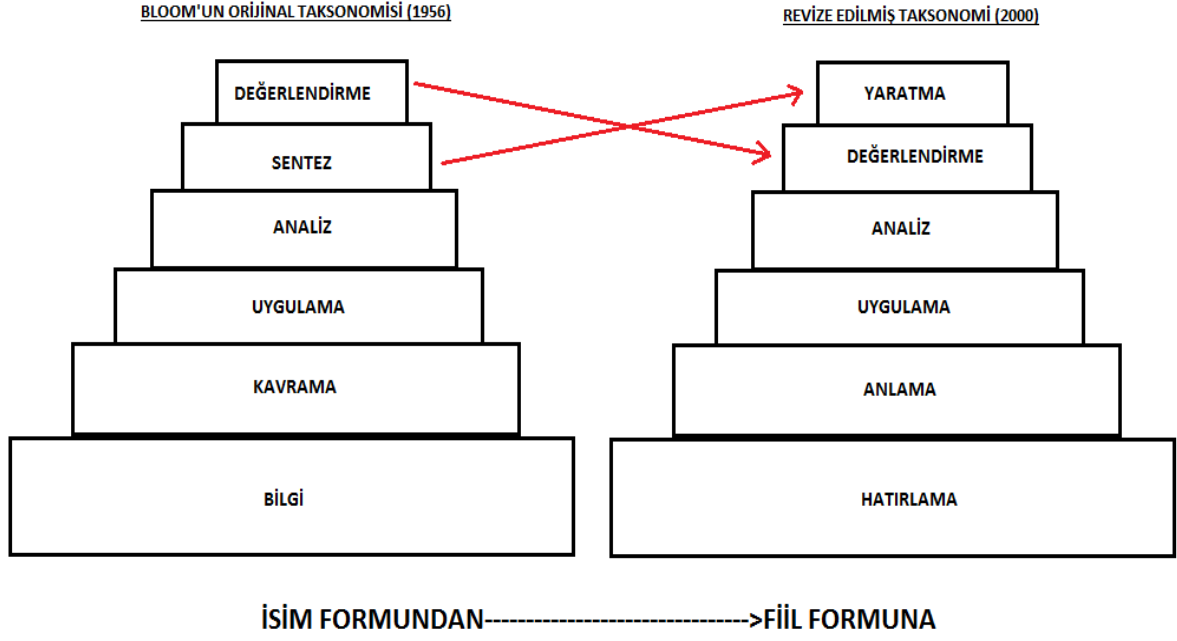 BLOOM'UN ORİJİNAL TAKSONOMİSİ (1956)
DEĞERLENDİRME
SENTEZ
ANALİZ
UYGULAMA
KAVRAMA
BİLGİ
REVİZE EDİLMİŞ TAKSONOMİ (2000)
YARATMA
DEĞERLENDİRME
ANALİZ
UYGULAMA
ANLAMA
HATIRLAMA
İSİM FORMUNDAN-------------------------------->FİİL FORMUNA